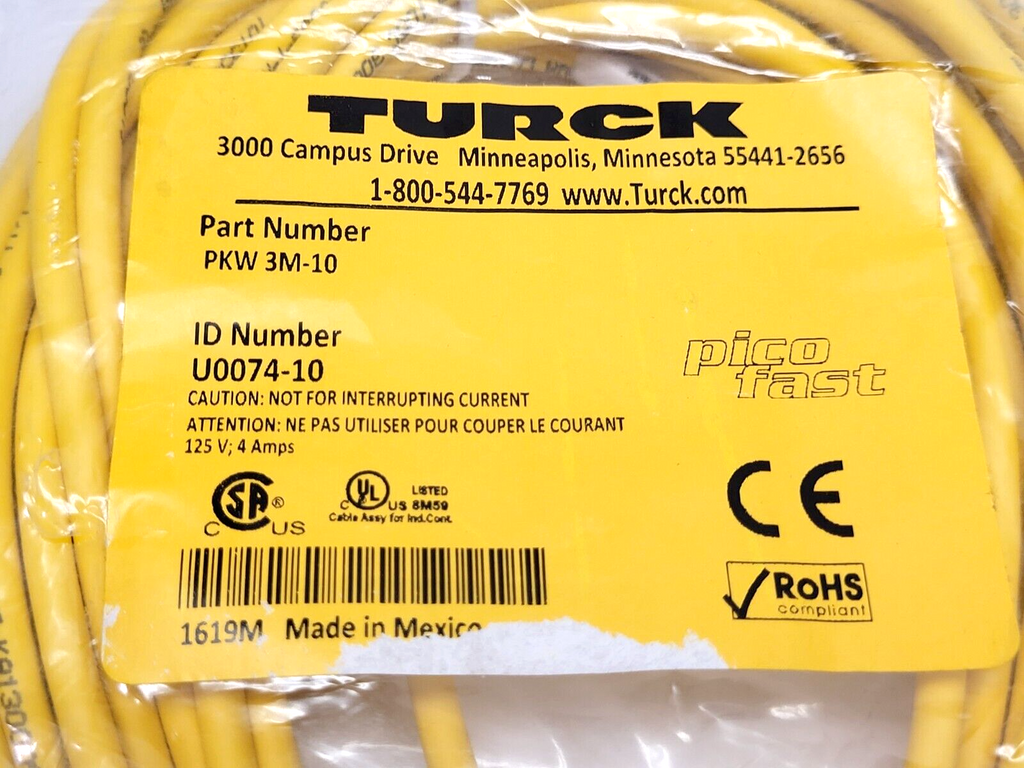 TURCK
3000 Campus Drive Minneapolis, Minnesota 55441-2656
1-800-544-7769 www.Turck.com
Part Number
PKW 3M-10
ID Number
U0074-10
pico
fast
CAUTION: NOT FOR INTERRUPTING CURRENT
ATTENTION: NE PAS UTILISER POUR COUPER LE COURANT
125 V; 4 Amps
C SA ® US
C UL US LISTED 8M59
Cable Assy for Ind.Cont.
CE
RoHS
compliant
1619M Made in Mexico